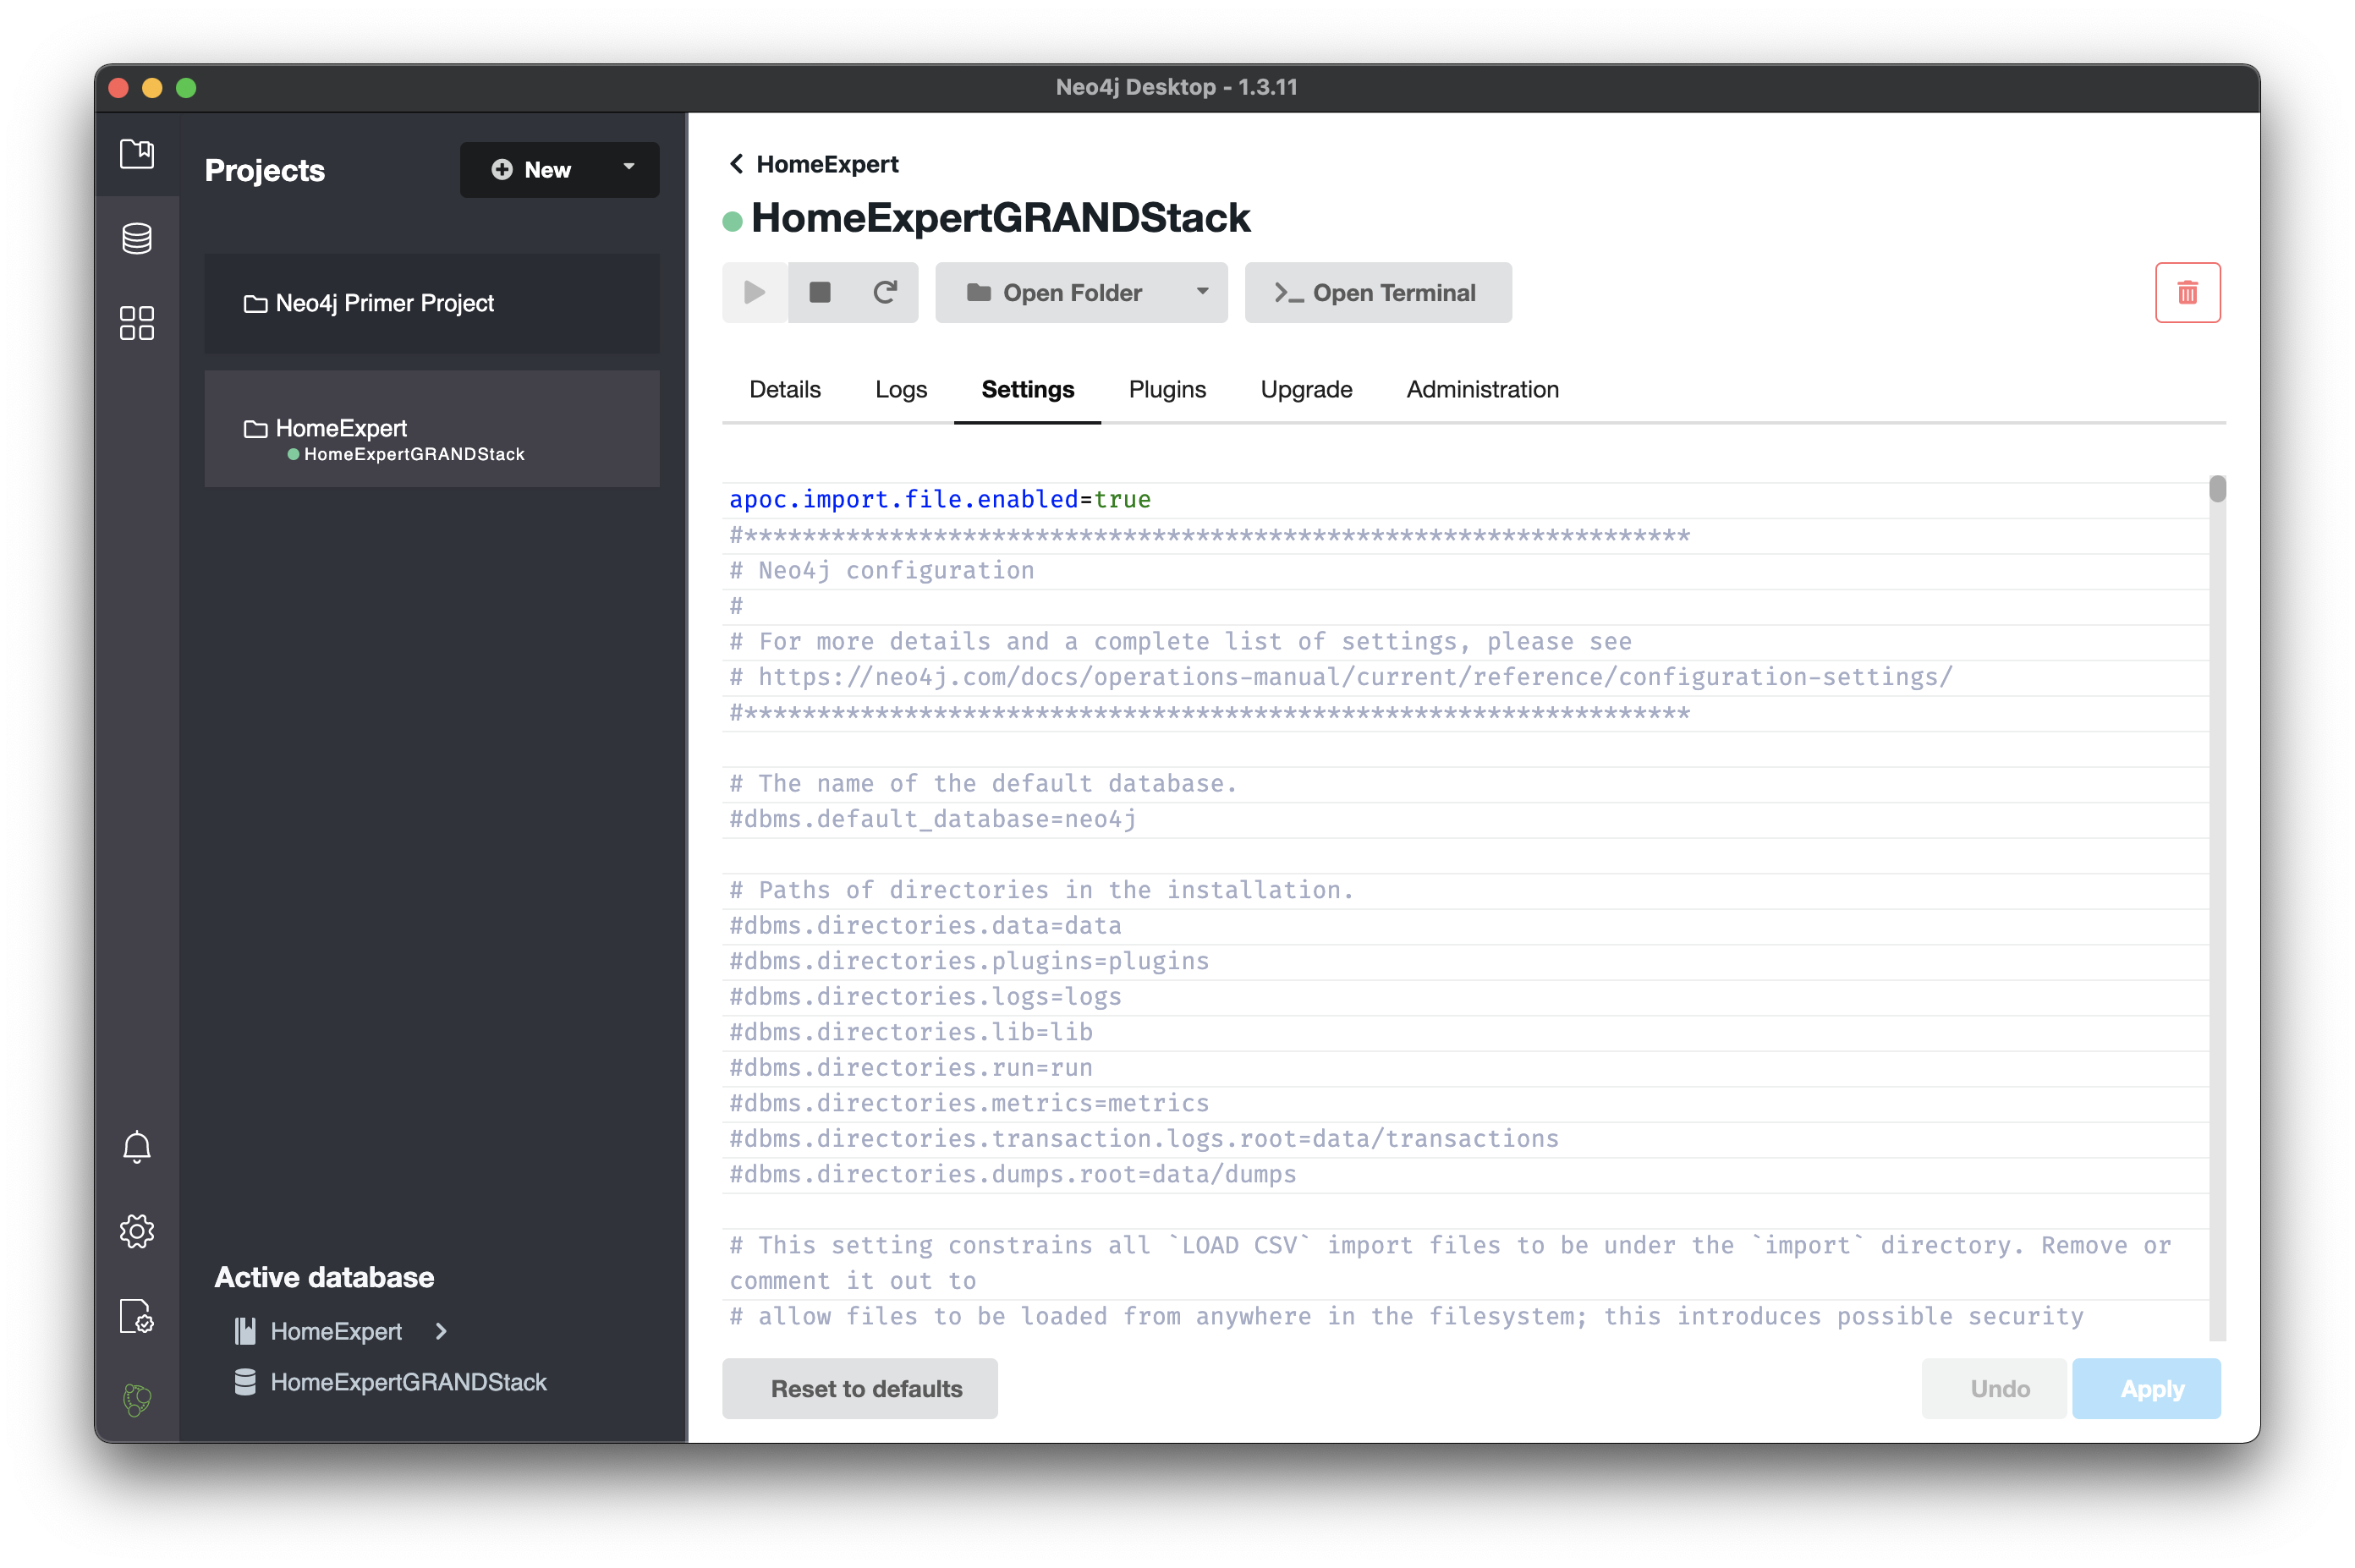 Neo4j Desktop - 1.3.11
Projects
New
Neo4j Primer Project
HomeExpert
HomeExpertGRANDStack
Active database
HomeExpert
HomeExpertGRANDStack
HomeExpert
HomeExpertGRANDStack
Open Folder
Open Terminal
Details
Logs
Settings
Plugins
Upgrade
Administration
apoc.import.file.enabled=true
#*****************************************************************
# Neo4j configuration
#
# For more details and a complete list of settings, please see
# https://neo4j.com/docs/operations-manual/current/reference/configuration-settings/
#*****************************************************************
# The name of the default database.
#dbms.default_database=neo4j
# Paths of directories in the installation.
#dbms.directories.data=data
#dbms.directories.plugins=plugins
#dbms.directories.logs=logs
#dbms.directories.lib=lib
#dbms.directories.run=run
#dbms.directories.metrics=metrics
#dbms.directories.transaction.logs.root=data/transactions
#dbms.directories.dumps.root=data/dumps
# This setting constrains all `LOAD CSV` import files to be under the `import` directory. Remove or
comment it out to
# allow files to be loaded from anywhere in the filesystem; this introduces possible security
Reset to defaults
Undo
Apply